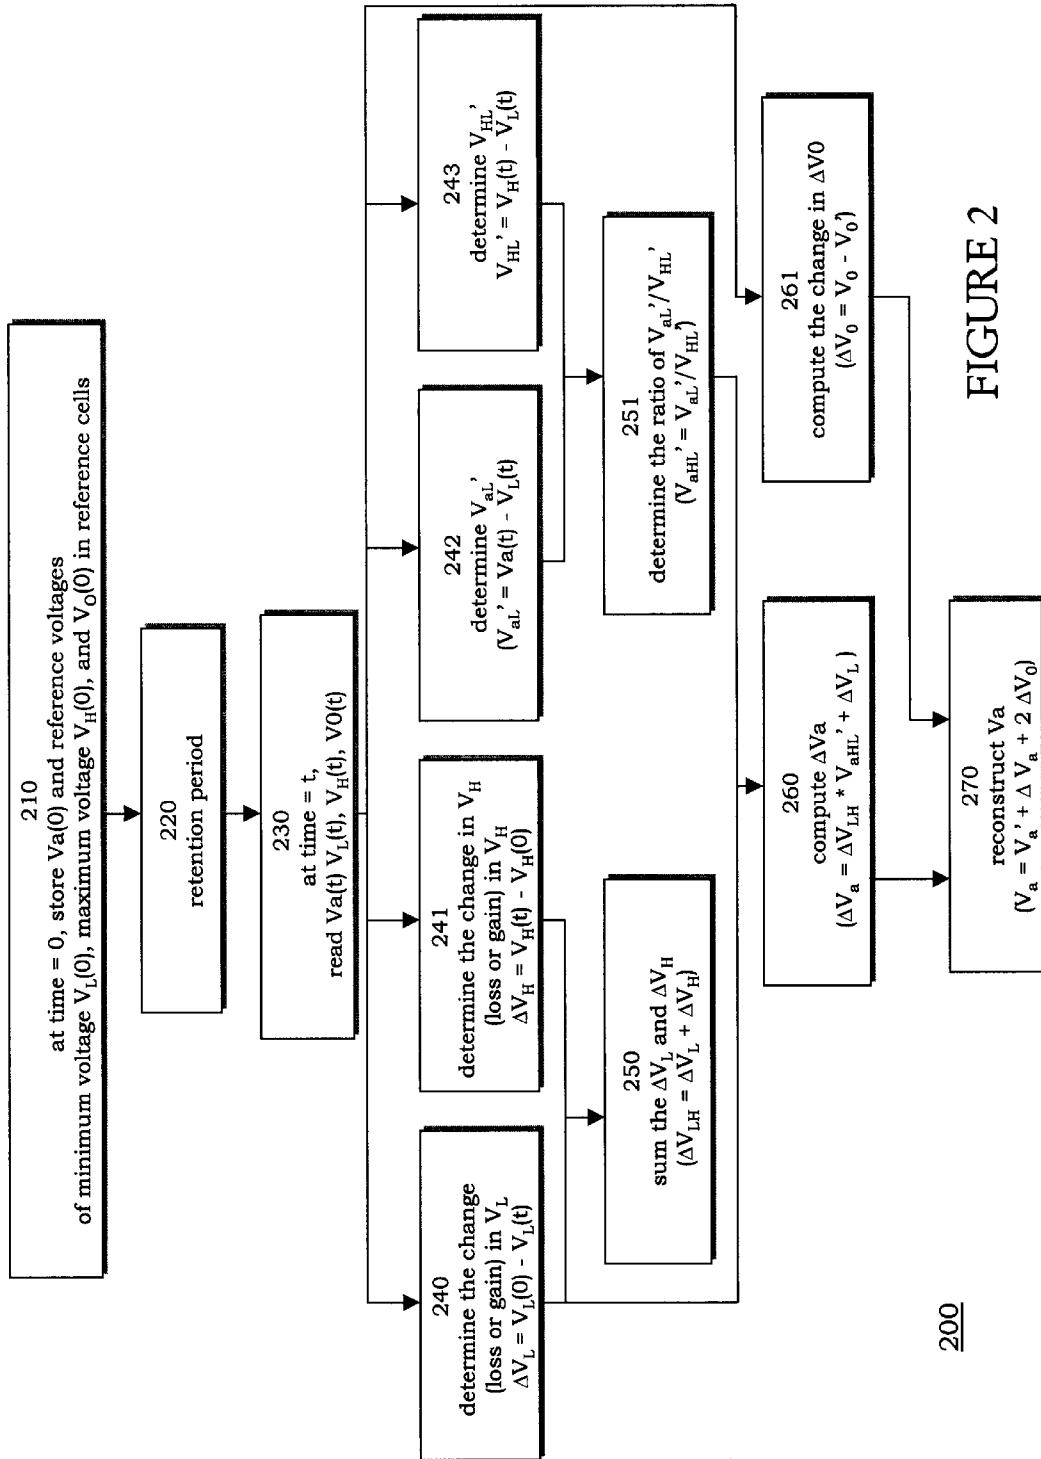 210
at time = 0, store Va(0) and reference voltages
of minimum voltage V_L(0), maximum voltage V_H(0), and V_O(0) in reference cells
220
retention period
230
at time = t,
read Va(t) V_L(t), V_H(t), V0(t)
240
determine the change
(loss or gain) in V_L
ΔV_L = V_L(0) - V_L(t)
241
determine the change in V_H
(loss or gain) in V_H
ΔV_H = V_H(t) - V_H(0)
242
determine V_aL'
(V_aL' = Va(t) - V_L(t)
243
determine V_HL'
V_HL' = V_H(t) - V_L(t)
250
sum the ΔV_L and ΔV_H
(ΔV_LH = ΔV_L + ΔV_H)
251
determine the ratio of V_aL'/V_HL'
(V_aHL' = V_aL'/V_HL')
260
compute ΔVa
(ΔV_a = ΔV_LH * V_aHL' + ΔV_L)
261
compute the change in ΔV0
(ΔV_0 = V_0 - V_0')
270
reconstruct Va
(V_a = V_a' + Δ V_a + 2 ΔV_0)
200
FIGURE 2